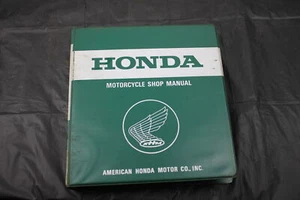 HONDA
MOTORCYCLE SHOP MANUAL
AMERICAN HONDA MOTOR CO., INC.